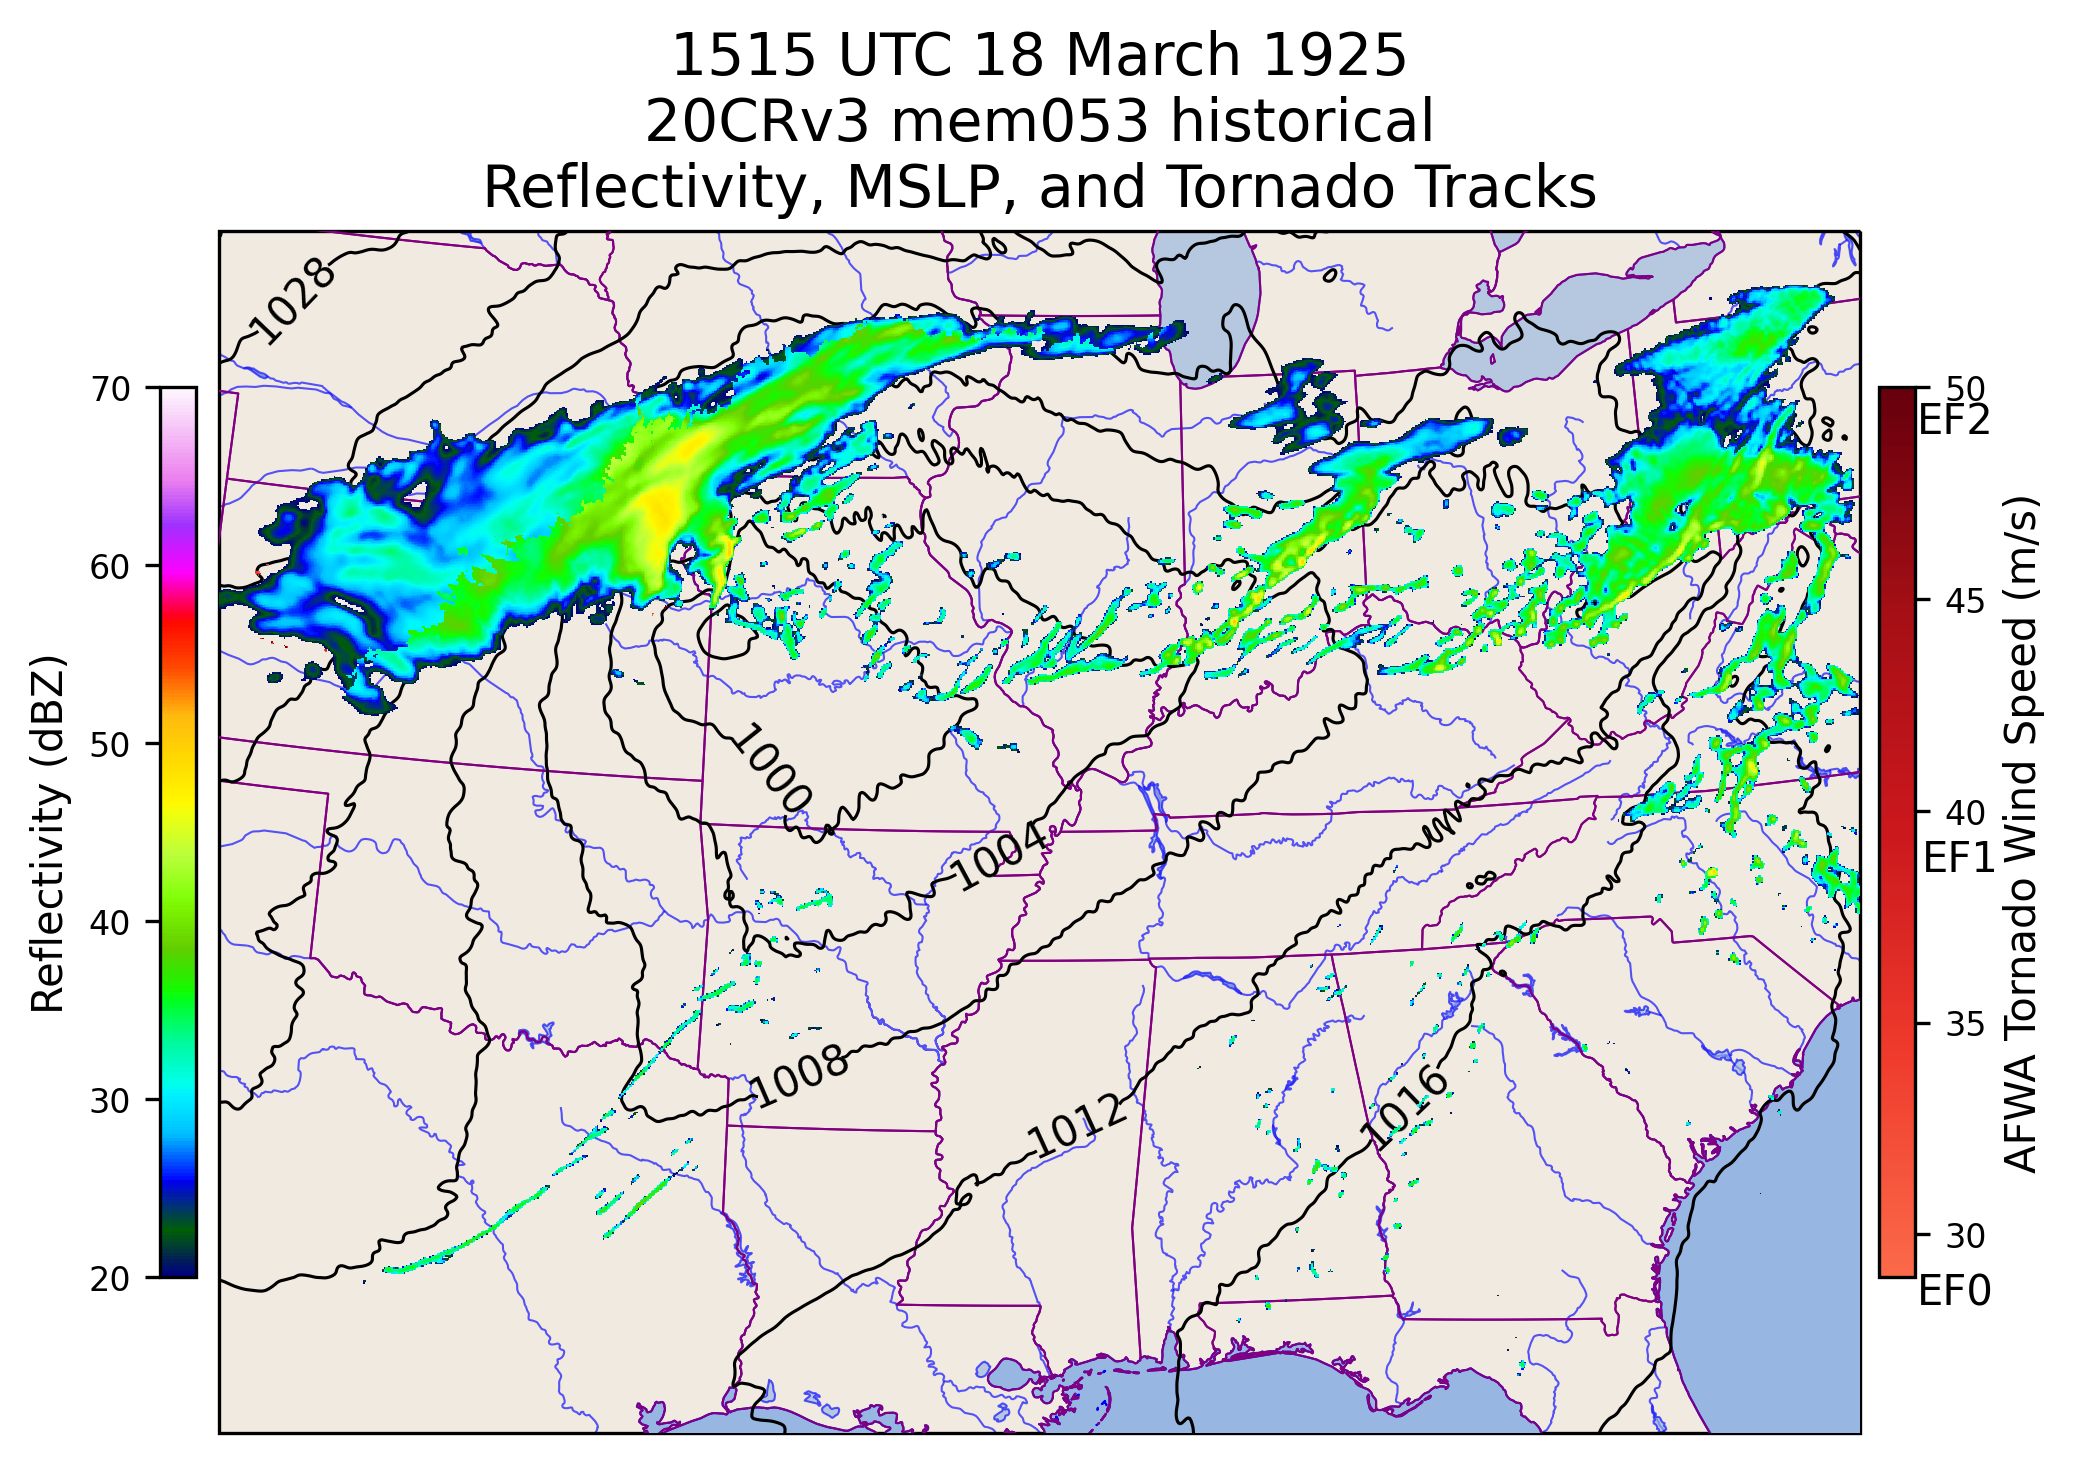 1515 UTC 18 March 1925
20CRv3 mem053 historical
Reflectivity, MSLP, and Tornado Tracks
Reflectivity (dBZ)
70
60
50
40
30
20
1028
1000
1004
1008
1012
1016
50
EF2
45
40
EF1
35
30
EF0
AFWA Tornado Wind Speed (m/s)